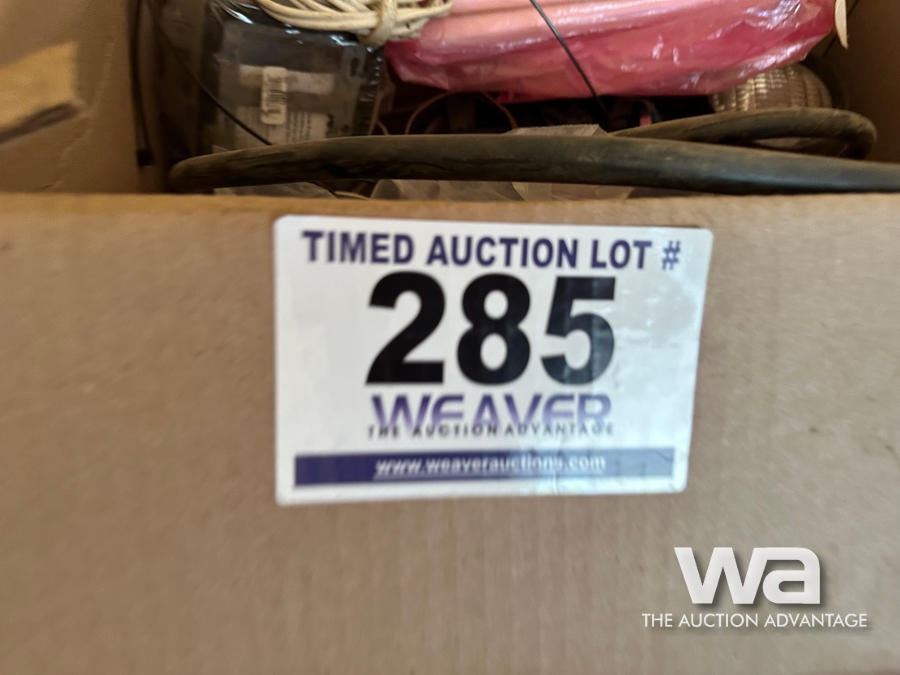 TIMED AUCTION LOT #
285
WEAVER
THE AUCTION ADVANTAGE
www.weaverauctions.com
wa
THE AUCTION ADVANTAGE